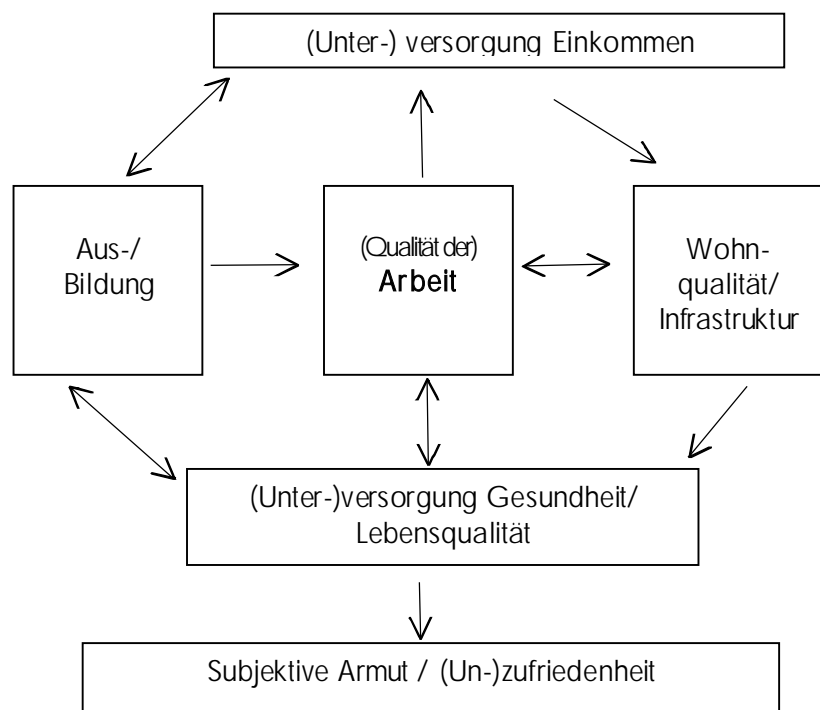 (Unter-) versorgung Einkommen
Aus-/
Bildung
(Qualität der)
Arbeit
Wohn-
qualität/
Infrastruktur
(Unter-)versorgung Gesundheit/
Lebensqualität
Subjektive Armut / (Un-)zufriedenheit